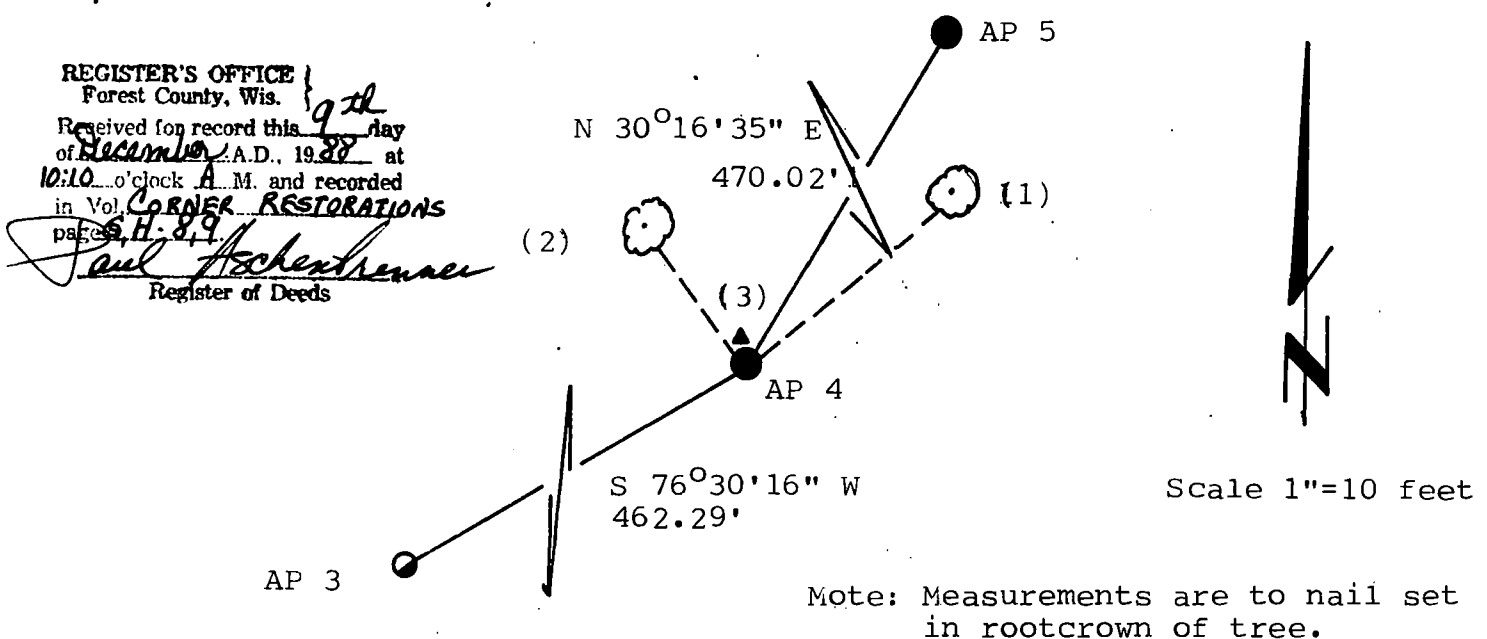 REGISTER'S OFFICE }
Forest County, Wis.
Received for record this 9th day
of December A.D., 1988 at
10:10 o'clock A M. and recorded
in Vol. CORNER RESTORATIONS
pages, H. 8,9.
Paul Aschenbrenner
Register of Deeds
AP 5
N 30°16'35" E
470.02'
(1)
(2)
(3)
AP 4
S 76°30'16" W
462.29'
AP 3
N
Scale 1"=10 feet
Mote: Measurements are to nail set
in rootcrown of tree.